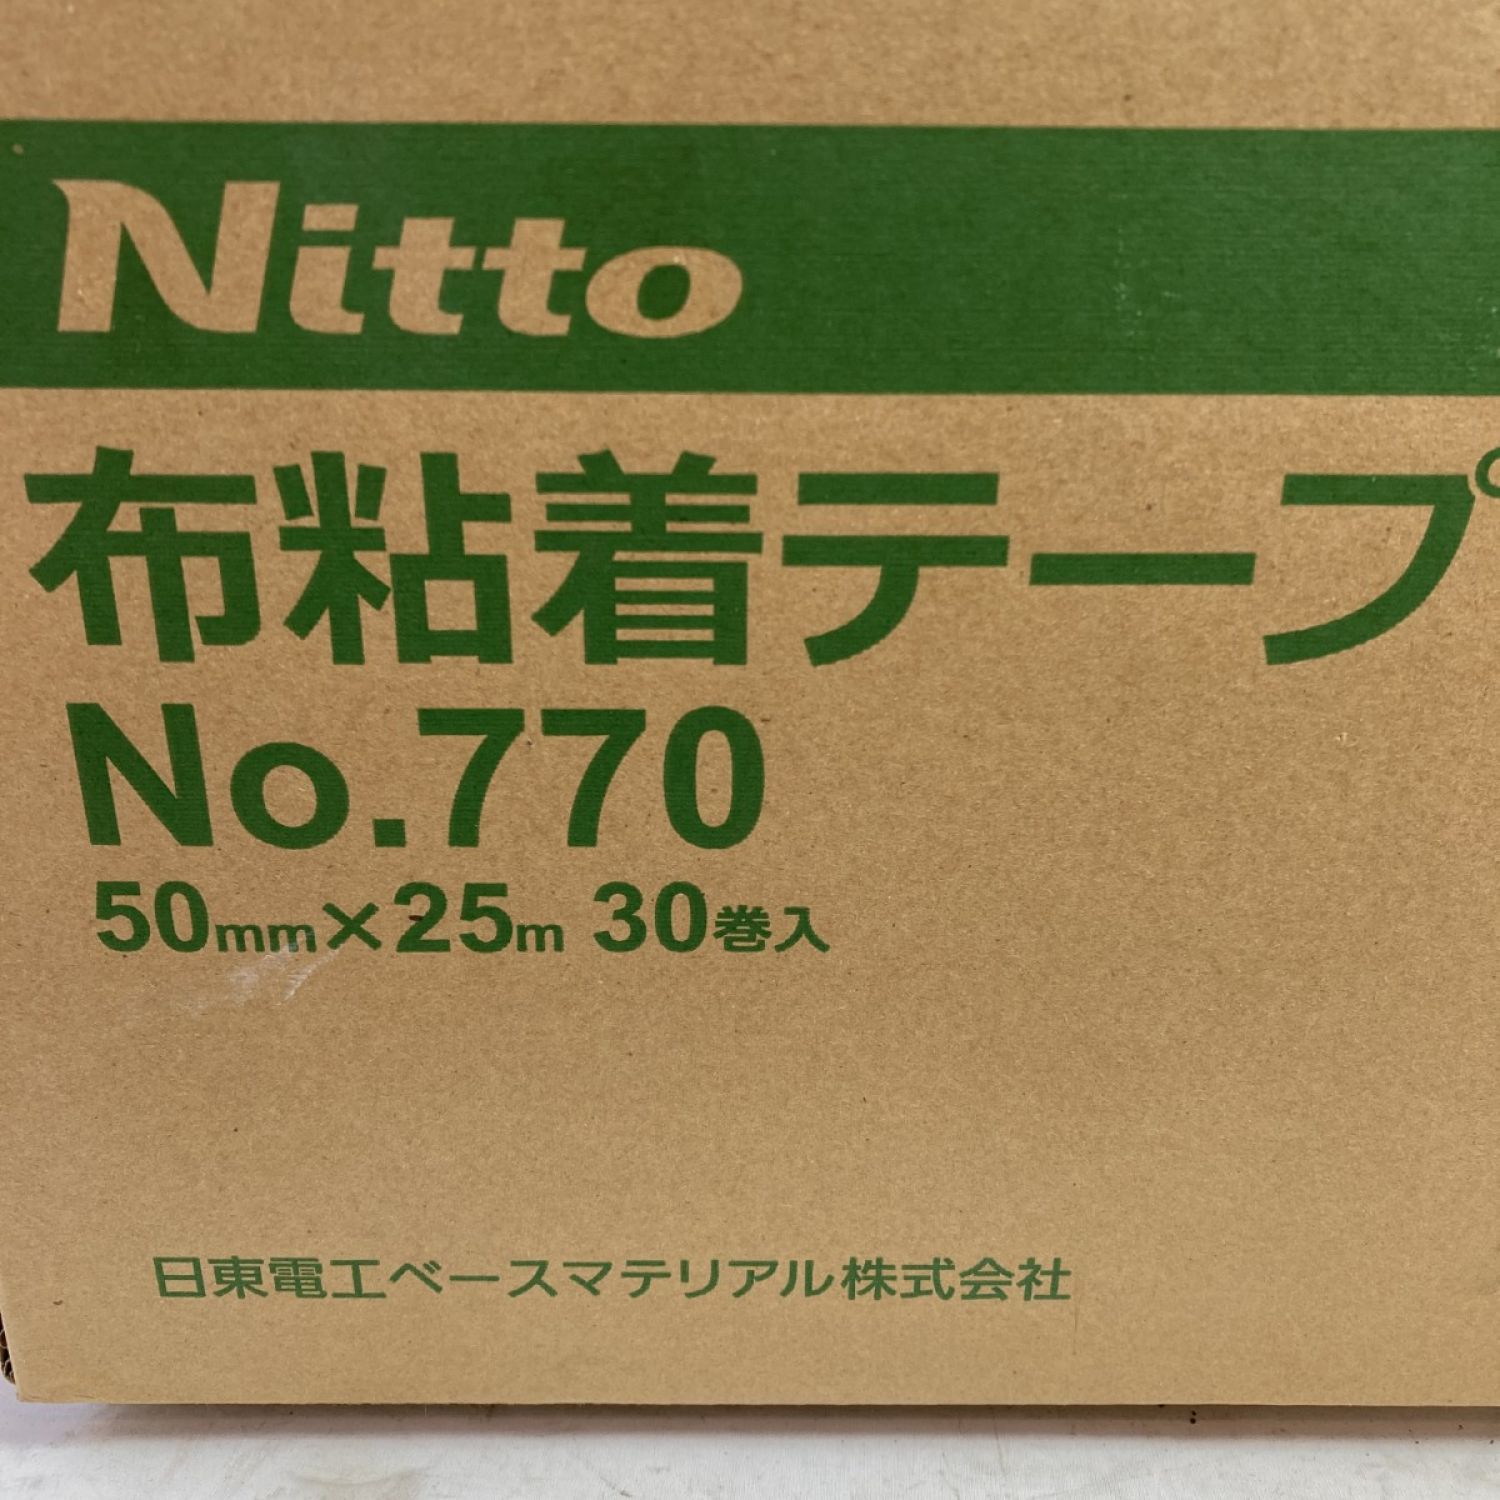 Nitto
布粘着テープ
No.770
50mm×25m 30巻入
日東電工ベースマテリアル株式会社